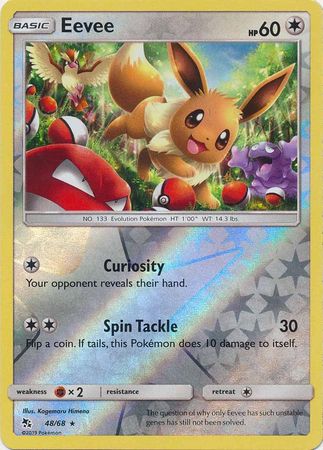 BASIC
Eevee HP60
NO. 133 Evolution Pokémon HT: 1'00" WT: 14.3 lbs
Curiosity
Your opponent reveals their hand.
Spin Tackle 30
Flip a coin. If tails, this Pokémon does 10 damage to itself.
weakness ×2 resistance retreat
Illus. Kagemaru Himeno
48/68 ★
©2019 Pokémon
The question of why only Eevee has such unstable
genes has still not been solved.